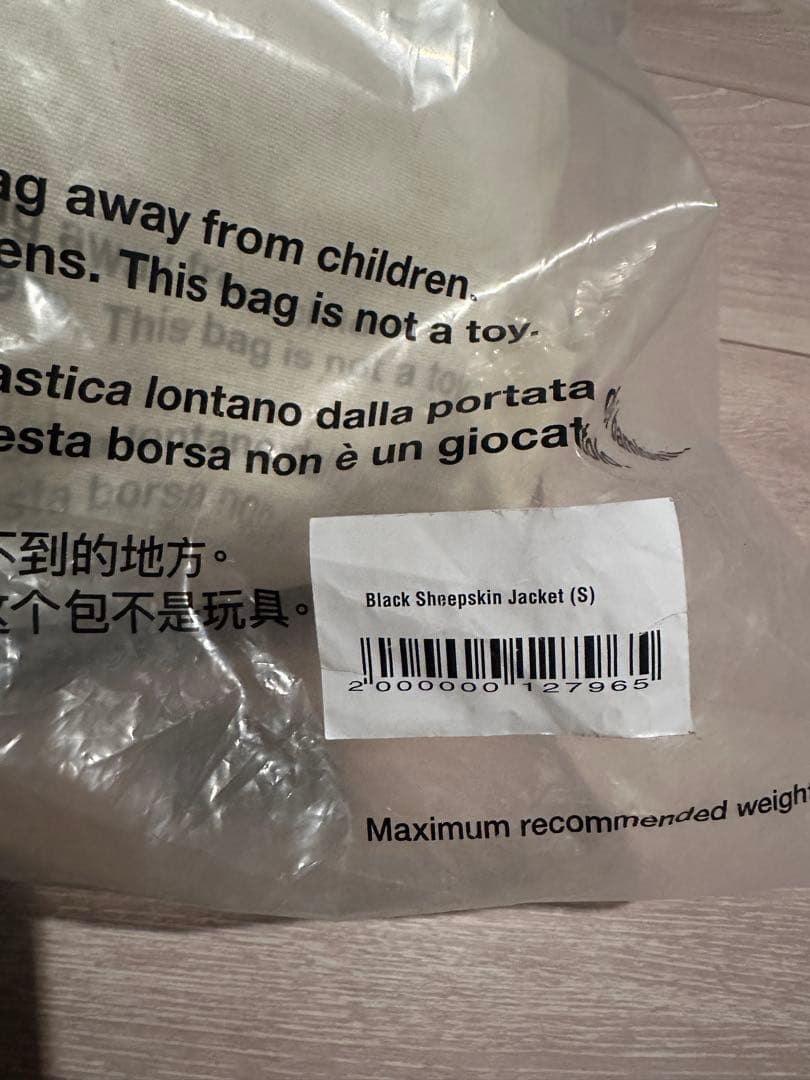 ag away from children.
ens. This bag is not a toy.
astica lontano dalla portata
esta borsa non è un giocat
不到的地方。
这个包不是玩具。
Black Sheepskin Jacket (S)
2 000000 127965
Maximum recommended weight